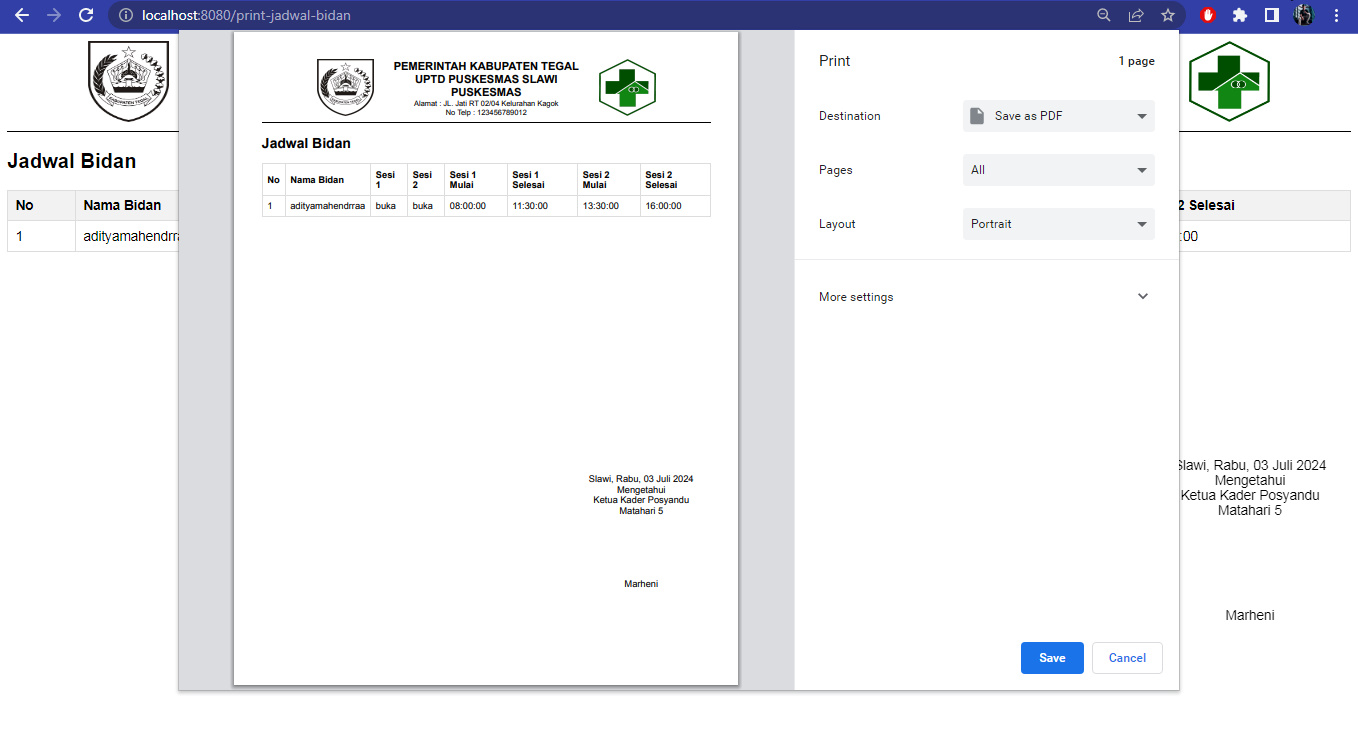 localhost:8080/print-jadwal-bidan
PEMERINTAH KABUPATEN TEGAL
UPTD PUSKESMAS SLAWI
PUSKESMAS
Alamat : JL. Jati RT 02/04 Kelurahan Kagok
No Telp : 123456789012
Jadwal Bidan
No Nama Bidan Sesi 1 Sesi 2 Sesi 1 Mulai Sesi 1 Selesai Sesi 2 Mulai Sesi 2 Selesai
1 adityamahendrraa buka buka 08:00:00 11:30:00 13:30:00 16:00:00
Slawi, Rabu, 03 Juli 2024
Mengetahui
Ketua Kader Posyandu
Matahari 5
Marheni
Print 1 page
Destination Save as PDF
Pages All
Layout Portrait
More settings
Save Cancel
KABUPATEN TEGAL
Jadwal Bidan
No Nama Bidan 2 Selesai
1 adityamahendrra :00
Slawi, Rabu, 03 Juli 2024
Mengetahui
Ketua Kader Posyandu
Matahari 5
Marheni